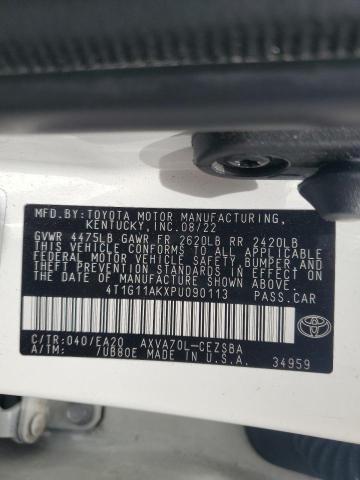 MFD.BY: TOYOTA MOTOR MANUFACTURING,
KENTUCKY, INC. 08/22
GVWR 4475LB GAWR FR 2620LB RR 2420LB
THIS VEHICLE CONFORMS TO ALL APPLICABLE
FEDERAL MOTOR VEHICLE SAFETY, BUMPER, AND
THEFT PREVENTION STANDARDS IN EFFECT ON
THE DATE OF MANUFACTURE SHOWN ABOVE.
4T1G11AKXPU090113 PASS.CAR
C/TR: 040/EA20 AXVA70L-CEZSBA
A/TM: 7UB80E MADE IN U.S.A. 34959
TOYOTA